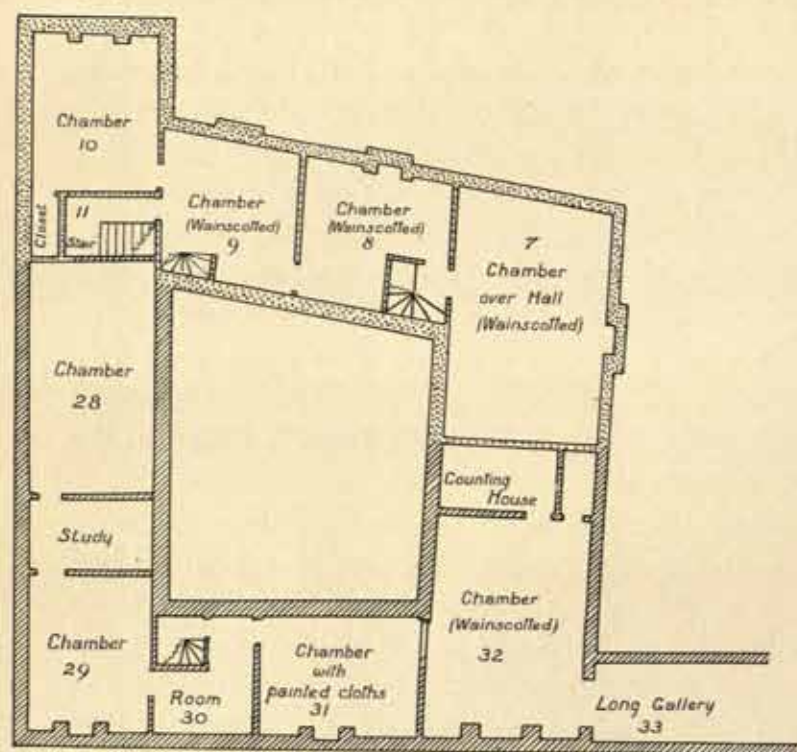 Chamber
10
Closet
11
Stair
Chamber
(Wainscotted)
9
Chamber
(Wainscotted)
8
7
Chamber
over Hall
(Wainscotted)
Chamber
28
Counting
House
Study
Chamber
29
Room
30
Chamber
with
painted cloths
31
Chamber
(Wainscotted)
32
Long Gallery
33